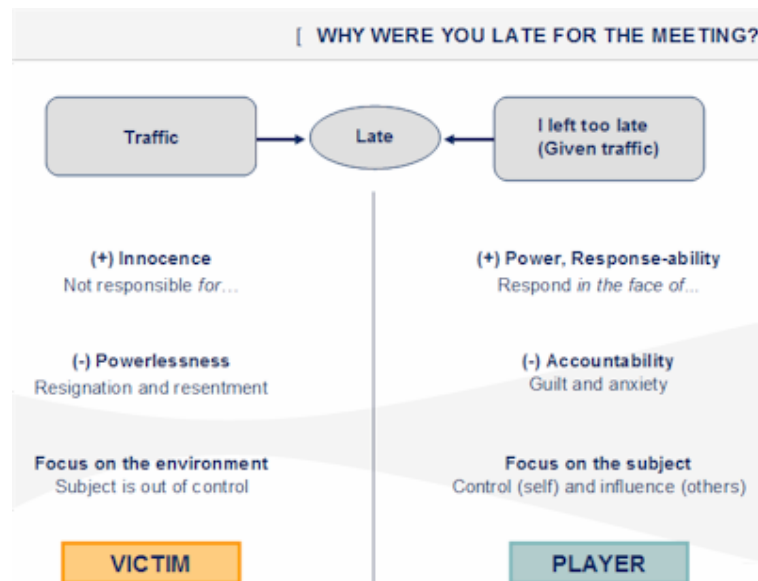 [ WHY WERE YOU LATE FOR THE MEETING?
Traffic
Late
I left too late
(Given traffic)
(+) Innocence
Not responsible for…
(-) Powerlessness
Resignation and resentment
Focus on the environment
Subject is out of control
VICTIM
(+) Power, Response-ability
Respond in the face of...
(-) Accountability
Guilt and anxiety
Focus on the subject
Control (self) and influence (others)
PLAYER